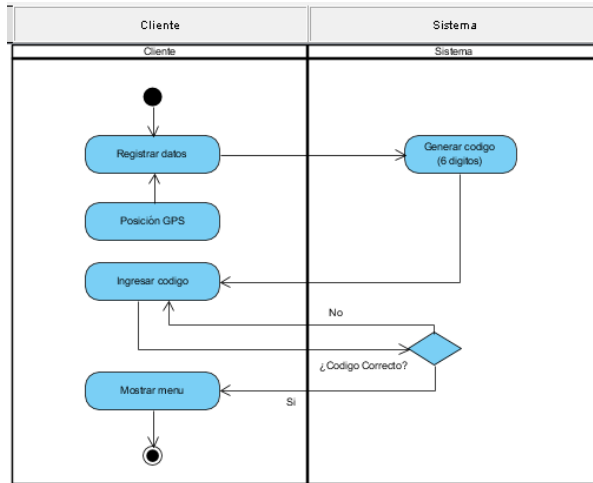 Cliente
Sistema
Cliente
Sistema
Registrar datos
Generar codigo
(6 digitos)
Posición GPS
Ingresar codigo
No
¿Codigo Correcto?
Mostrar menu
Si